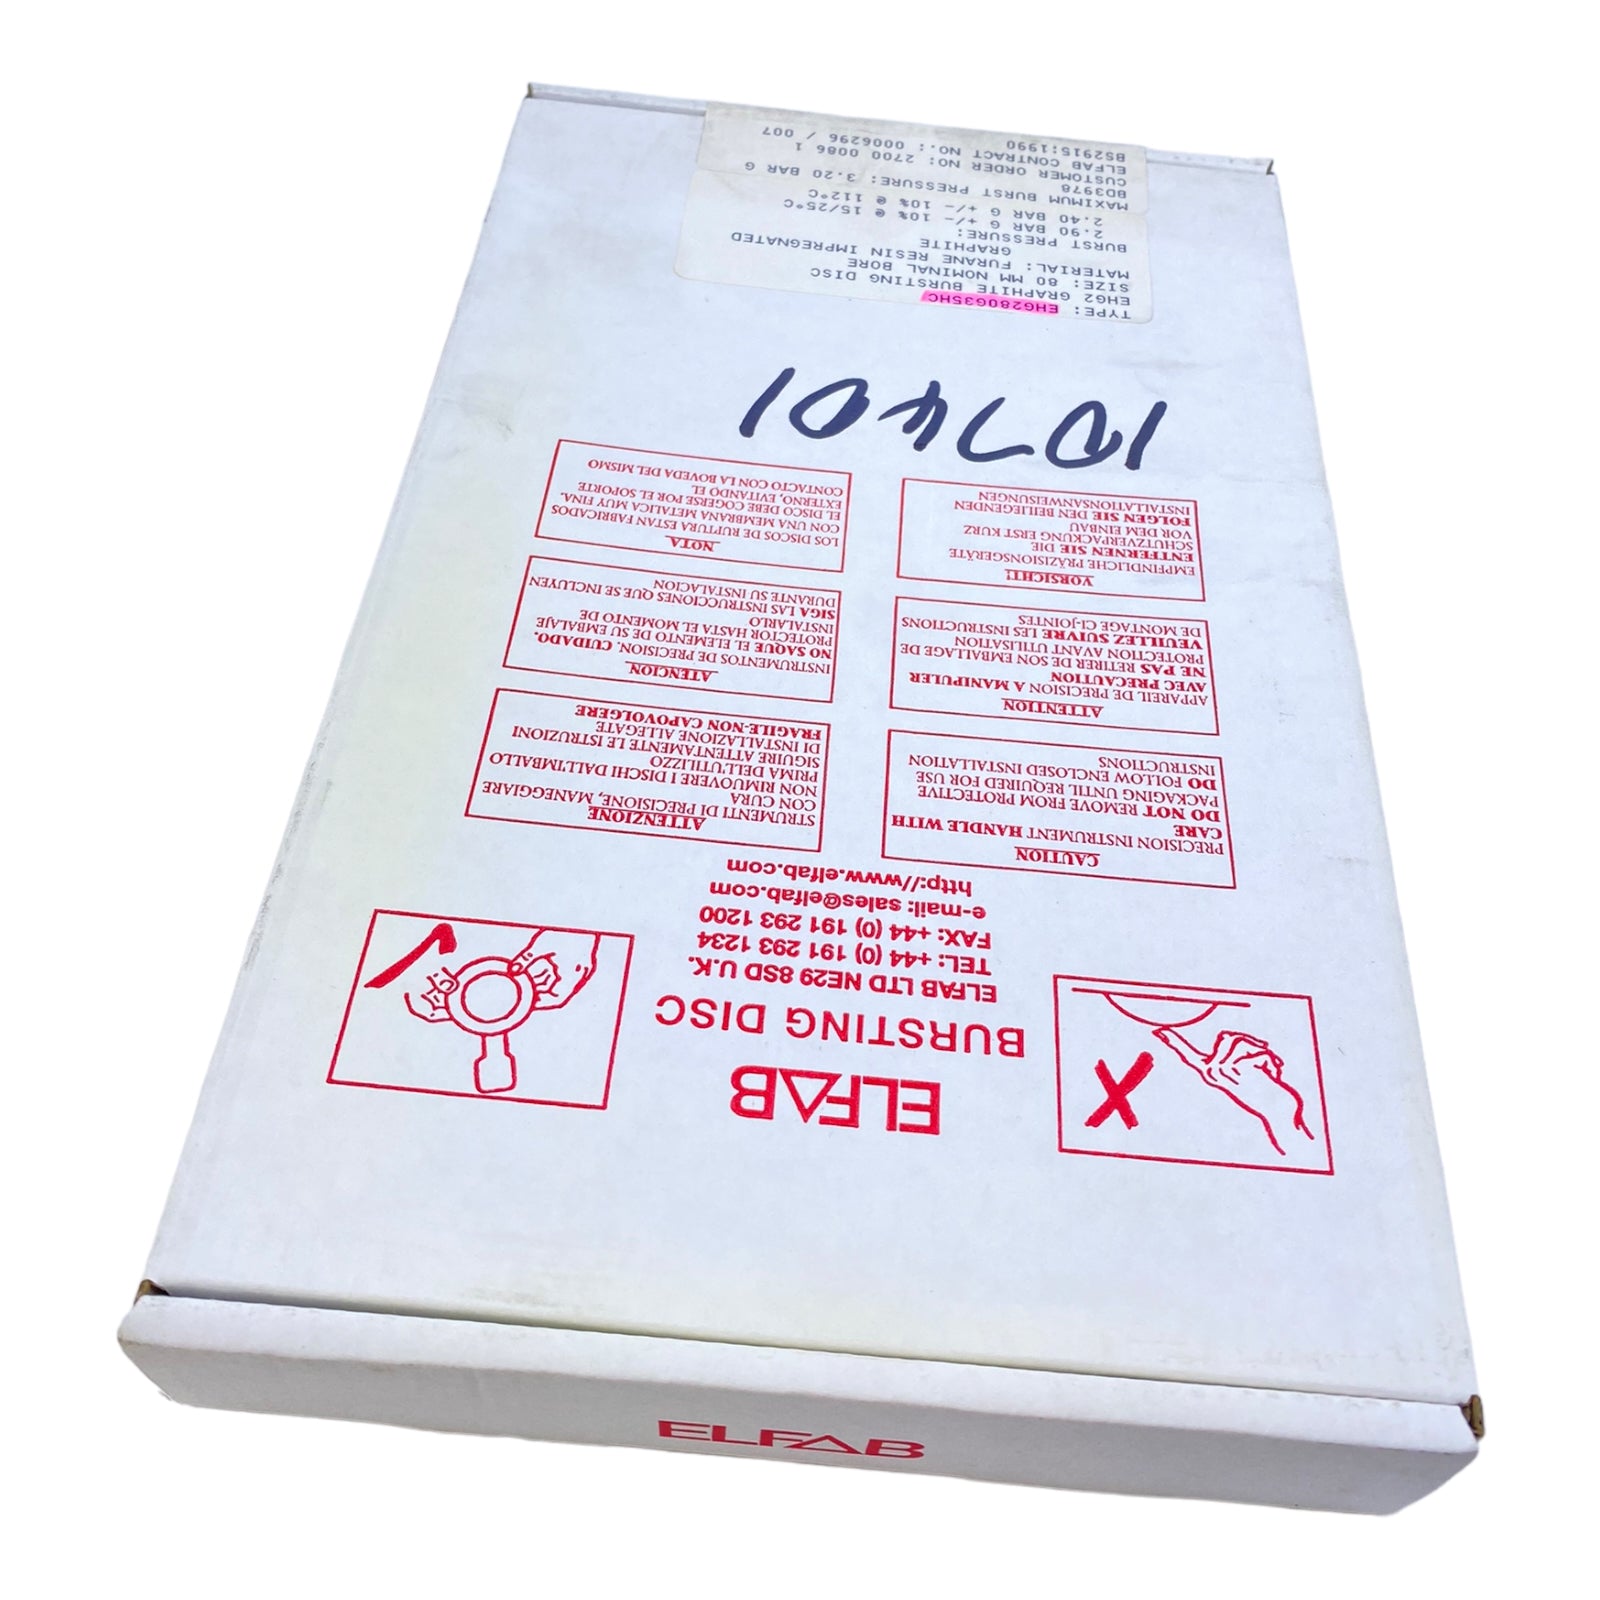 ELFAB
BURSTING DISC
ELFAB LTD NE29 8SD U.K.
TEL: +44 (0) 191 293 1234
FAX: +44 (0) 191 293 1200
e-mail: sales@elfab.com
http://www.elfab.com
CAUTION
PRECISION INSTRUMENT HANDLE WITH
CARE
DO NOT REMOVE FROM PROTECTIVE
PACKAGING UNTIL REQUIRED FOR USE
DO FOLLOW ENCLOSED INSTALLATION
INSTRUCTIONS
ATTENZIONE
STRUMENTI DI PRECISIONE, MANEGGIARE
CON CURA
NON RIMUOVERE I DISCHI DALL'IMBALLO
PRIMA DELL'UTILIZZO
SIGUIRE ATTENTAMENTE LE ISTRUZIONI
DI INSTALLAZIONE ALLEGATE
FRAGILE-NON CAPOVOLGERE
ATTENTION
APPAREIL DE PRECISION A MANIPULER
AVEC PRECAUTION
NE PAS RETIRER DE SON EMBALLAGE DE
PROTECTION AVANT UTILISATION
VEUILLEZ SUIVRE LES INSTRUCTIONS
DE MONTAGE CI-JOINTES
ATENCION
INSTRUMENTOS DE PRECISION, CUIDADO.
NO SAQUE EL ELEMENTO DE SU EMBALAJE
PROTECTOR HASTA EL MOMENTO DE
INSTALARLO
SIGA LAS INSTRUCCIONES QUE SE INCLUYEN
DURANTE SU INSTALACION
VORSICHT!
EMPFINDLICHE PRÄZISIONSGERÄTE
ENTFERNEN SIE DIE
SCHUTZVERPACKUNG ERST KURZ
VOR DEM EINBAU
FOLGEN SIE DEN BEILIEGENDEN
INSTALLATIONSANWEISUNGEN
NOTA
LOS DISCOS DE RUPTURA ESTAN FABRICADOS
CON UNA MEMBRANA METALICA MUY FINA.
EL DISCO DEBE COGERSE POR EL SOPORTE
EXTERNO, EVITANDO EL
CONTACTO CON LA BOVEDA DEL MISMO
107401
TYPE: EHG280G35HC
EHG2 GRAPHITE BURSTING DISC
SIZE: 80 MM NOMINAL BORE
MATERIAL: FURANE RESIN IMPREGNATED
GRAPHITE
BURST PRESSURE:
2.90 BAR G +/- 10% @ 15/25°C
2.40 BAR G +/- 10% @ 112°C
MAXIMUM BURST PRESSURE: 3.20 BAR G
BD3978
CUSTOMER ORDER NO: 2700 0086 1
ELFAB CONTRACT NO.: 0006296 / 007
BS2915:1990
ELFAB